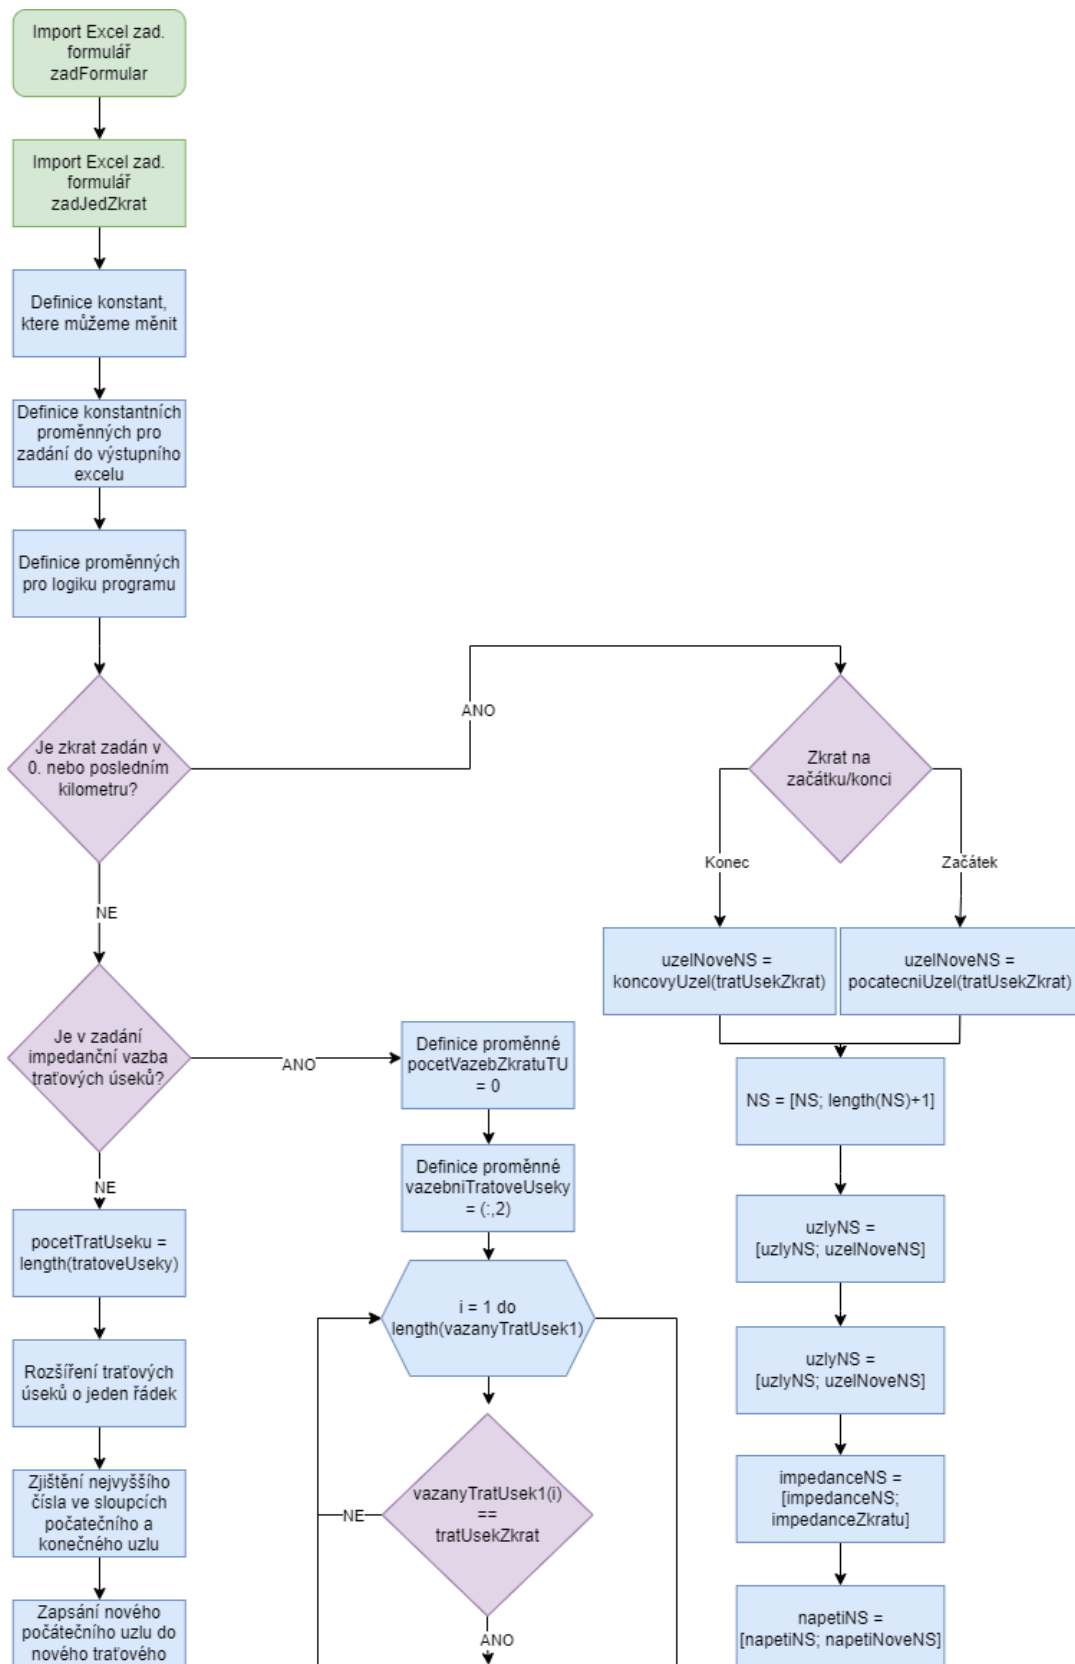 Import Excel zad.
formulář
zadFormular
Import Excel zad.
formulář
zadJedZkrat
Definice konstant,
ktere můžeme měnit
Definice konstantních
proměnných pro
zadání do výstupního
excelu
Definice proměnných
pro logiku programu
Je zkrat zadán v
0. nebo posledním
kilometru?
ANO
NE
Zkrat na
začátku/konci
Konec
Začátek
uzelNoveNS =
koncovyUzel(tratUsekZkrat)
uzelNoveNS =
pocatecniUzel(tratUsekZkrat)
NS = [NS; length(NS)+1]
uzlyNS =
[uzlyNS; uzelNoveNS]
uzlyNS =
[uzlyNS; uzelNoveNS]
impedanceNS =
[impedanceNS;
impedanceZkratu]
napetiNS =
[napetiNS; napetiNoveNS]
Je v zadání
impedanční vazba
traťových úseků?
ANO
NE
Definice proměnné
pocetVazebZkratuTU
= 0
Definice proměnné
vazebniTratoveUseky
= (:,2)
i = 1 do
length(vazanyTratUsek1)
vazanyTratUsek1(i)
==
tratUsekZkrat
NE
ANO
pocetTratUseku =
length(tratoveUseky)
Rozšíření traťových
úseků o jeden řádek
Zjištění nejvyššího
čísla ve sloupcích
počatečního a
konečného uzlu
Zapsání nového
počátečního uzlu do
nového traťového